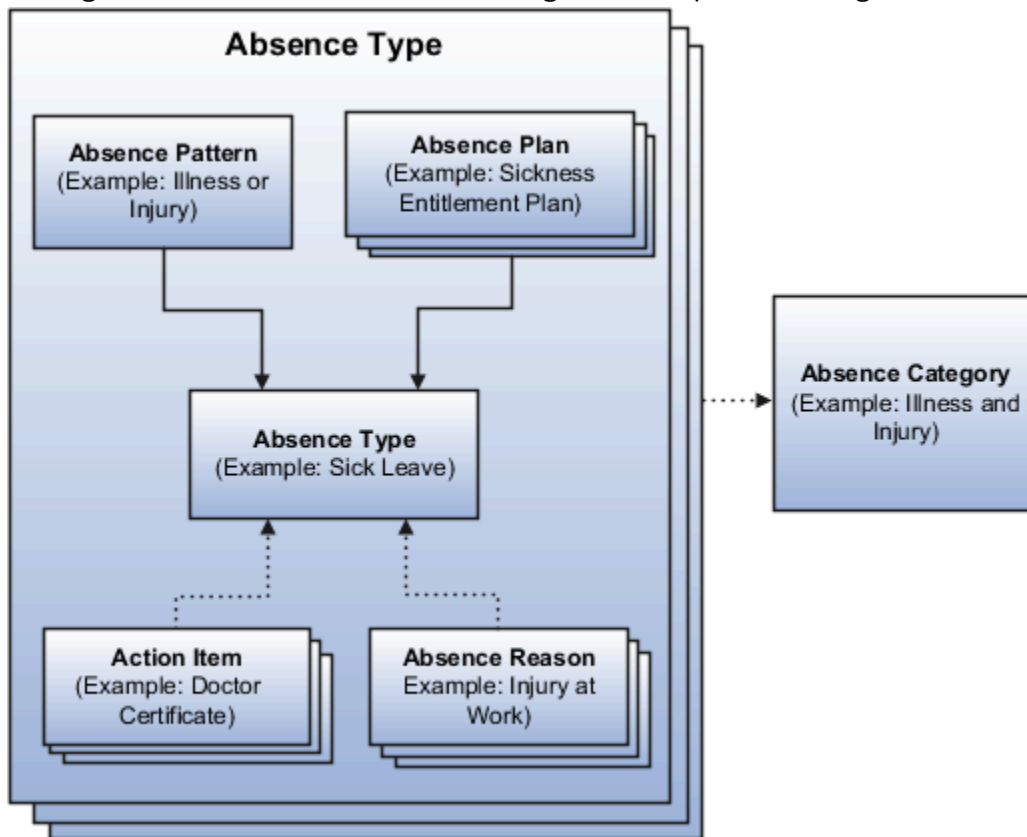 Absence Type
Absence Pattern
(Example: Illness or
Injury)
Absence Plan
(Example: Sickness
Entitlement Plan)
Absence Type
(Example: Sick Leave)
Absence Category
(Example: Illness and
Injury)
Action Item
(Example: Doctor
Certificate)
Absence Reason
Example: Injury at
Work)